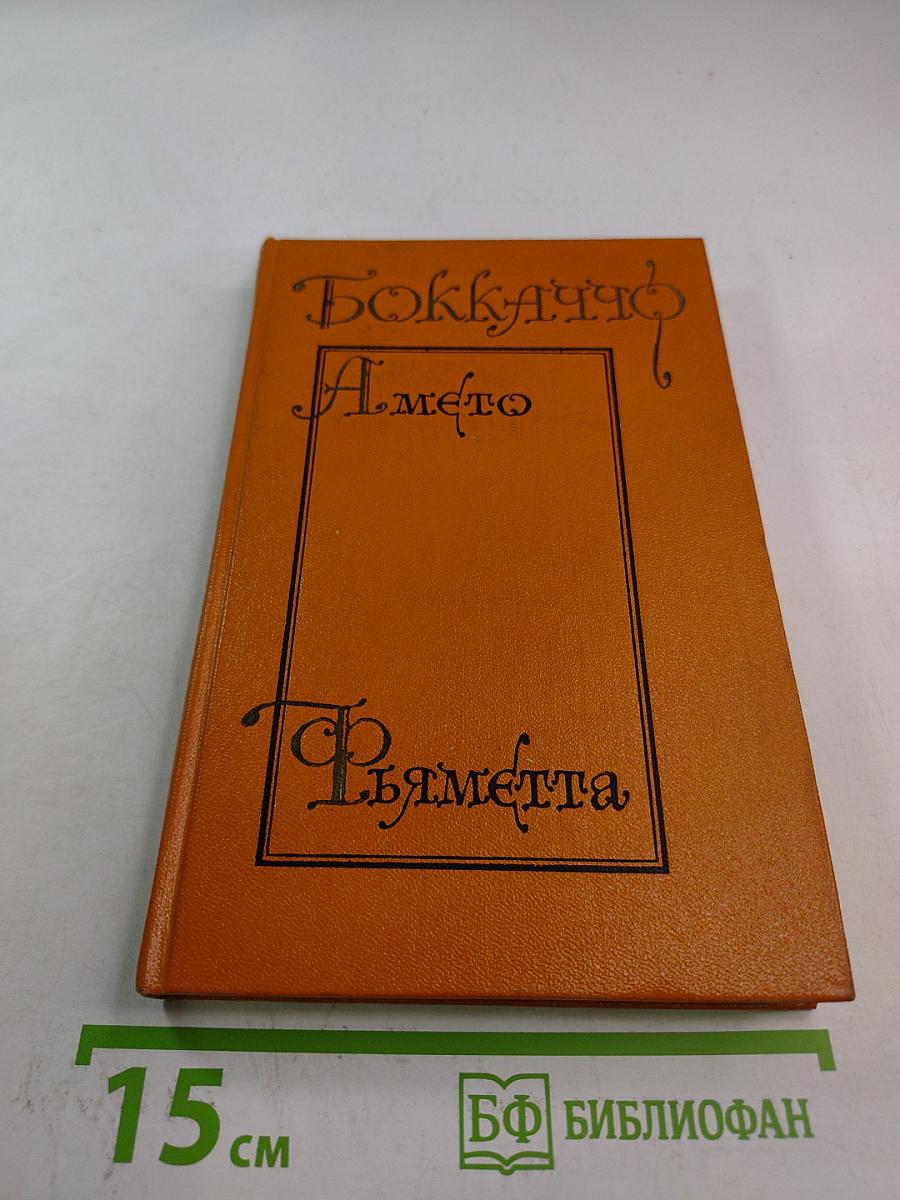 Боккаччо
Амето
Фьяметта
15 см
БФ БИБЛИОФАН